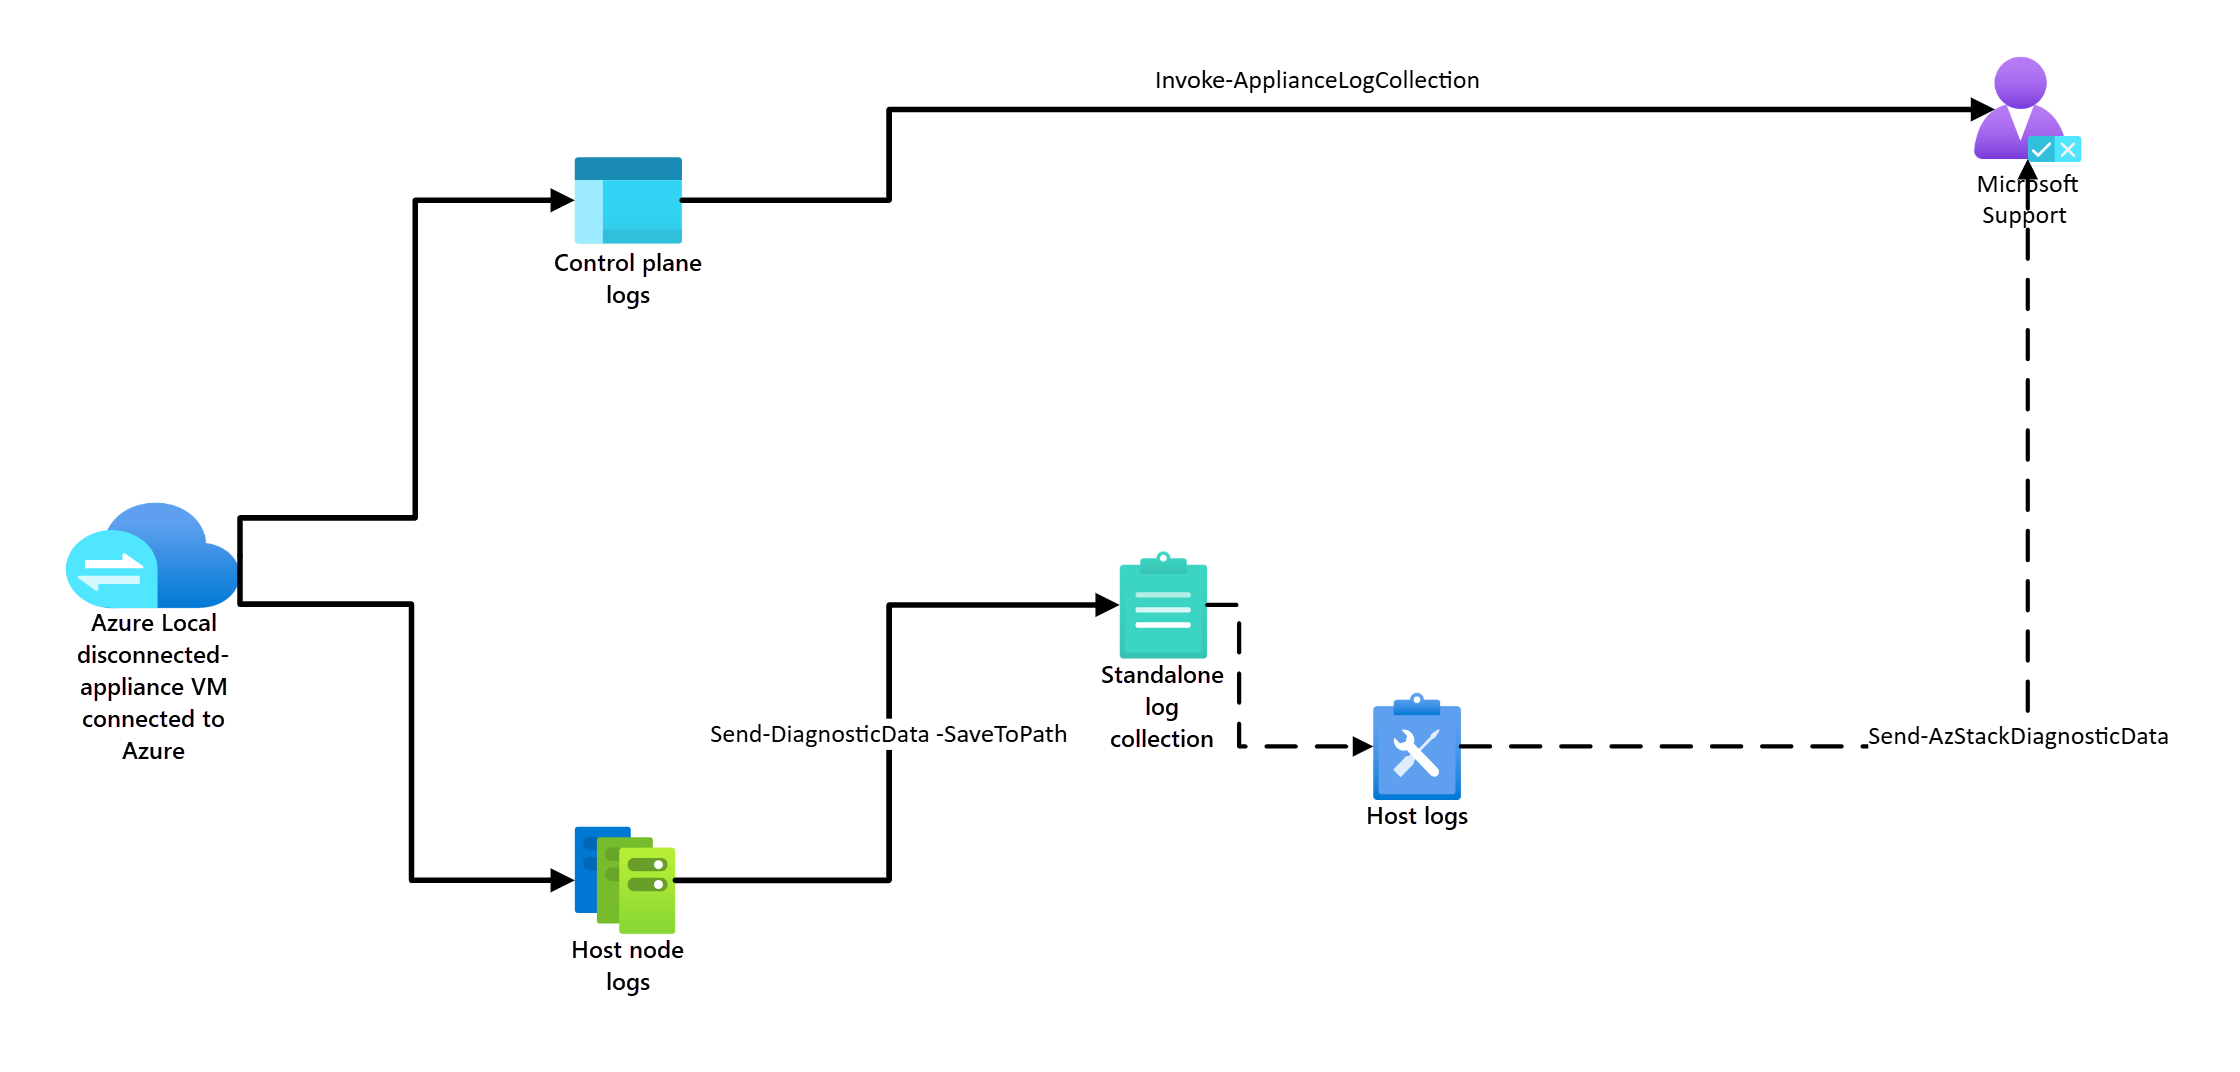 Invoke-ApplianceLogCollection
Microsoft
Support
Control plane
logs
Azure Local
disconnected-
appliance VM
connected to
Azure
Standalone
log
collection
Send-DiagnosticData -SaveToPath
Send-AzStackDiagnosticData
Host logs
Host node
logs